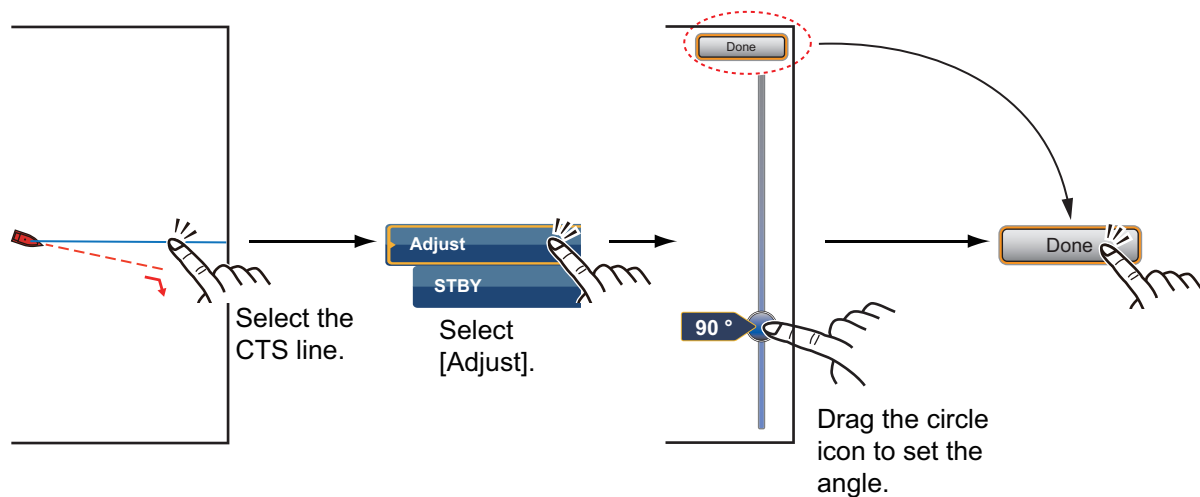 Done
Adjust
STBY
Select the
CTS line.
Select
[Adjust].
90 °
Drag the circle
icon to set the
angle.
Done